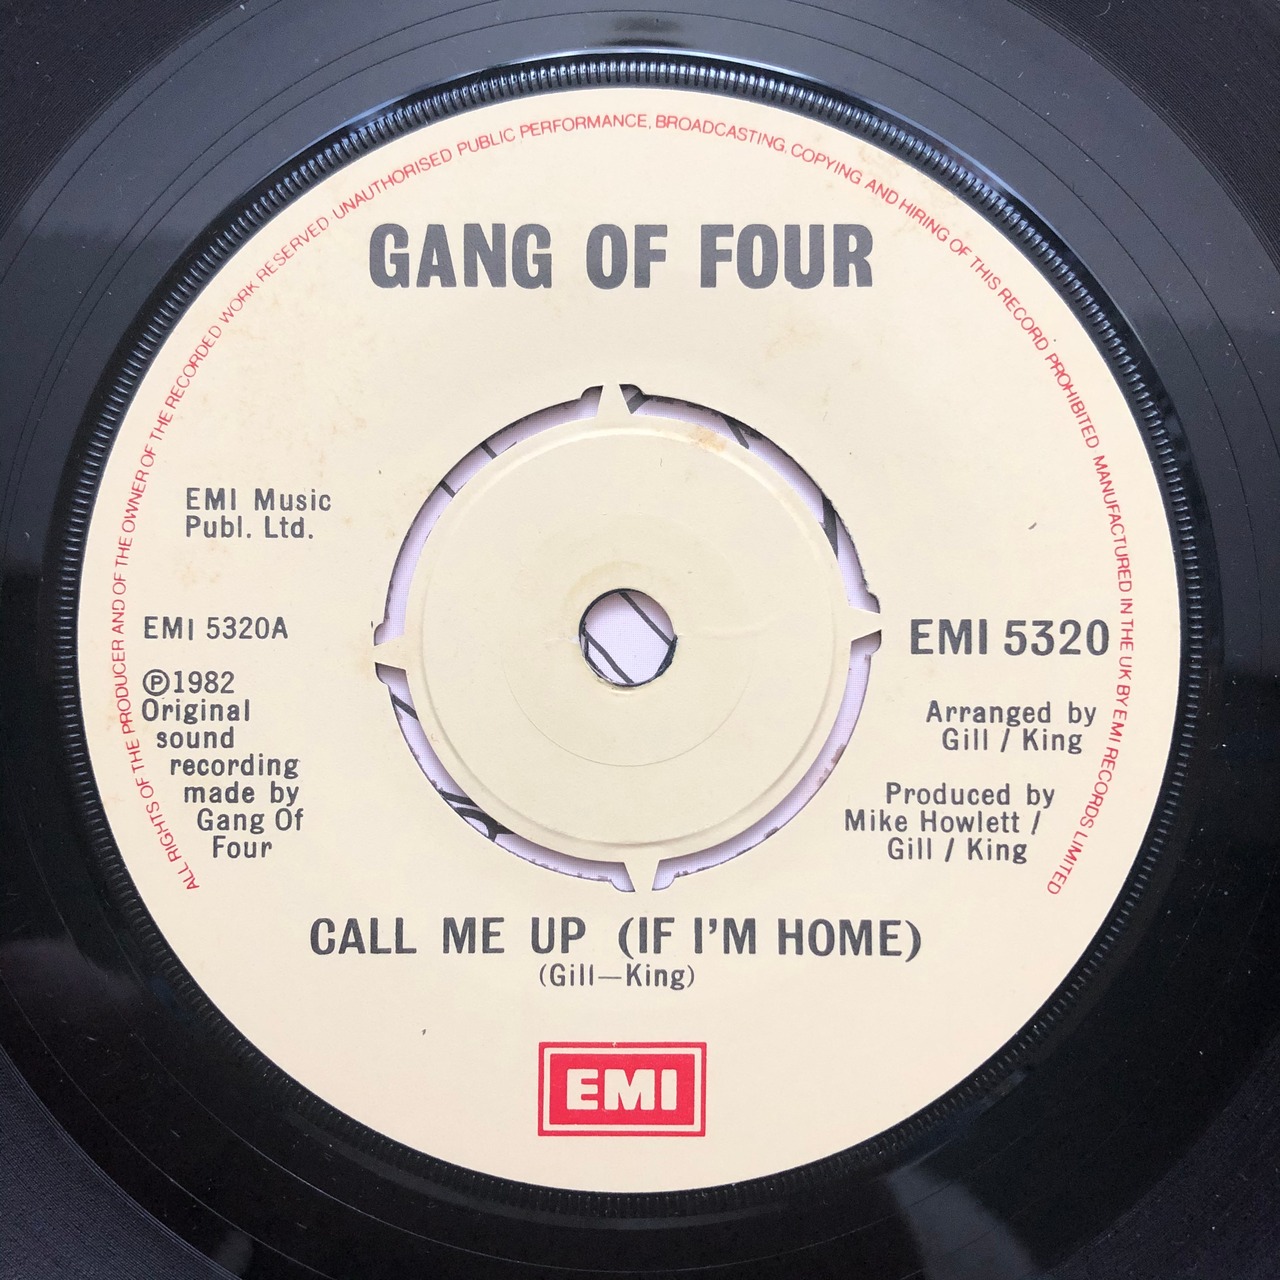 ALL RIGHTS OF THE PRODUCER AND OF THE OWNER OF THE RECORDED WORK RESERVED. UNAUTHORISED PUBLIC PERFORMANCE, BROADCASTING, COPYING AND HIRING OF THIS RECORD PROHIBITED MANUFACTURED IN THE UK BY EMI RECORDS LIMITED
GANG OF FOUR
EMI Music
Publ. Ltd.
EMI 5320A
Ⓟ1982
Original
sound
recording
made by
Gang Of
Four
EMI 5320
Arranged by
Gill / King
Produced by
Mike Howlett /
Gill / King
CALL ME UP (IF I'M HOME)
(Gill—King)
EMI